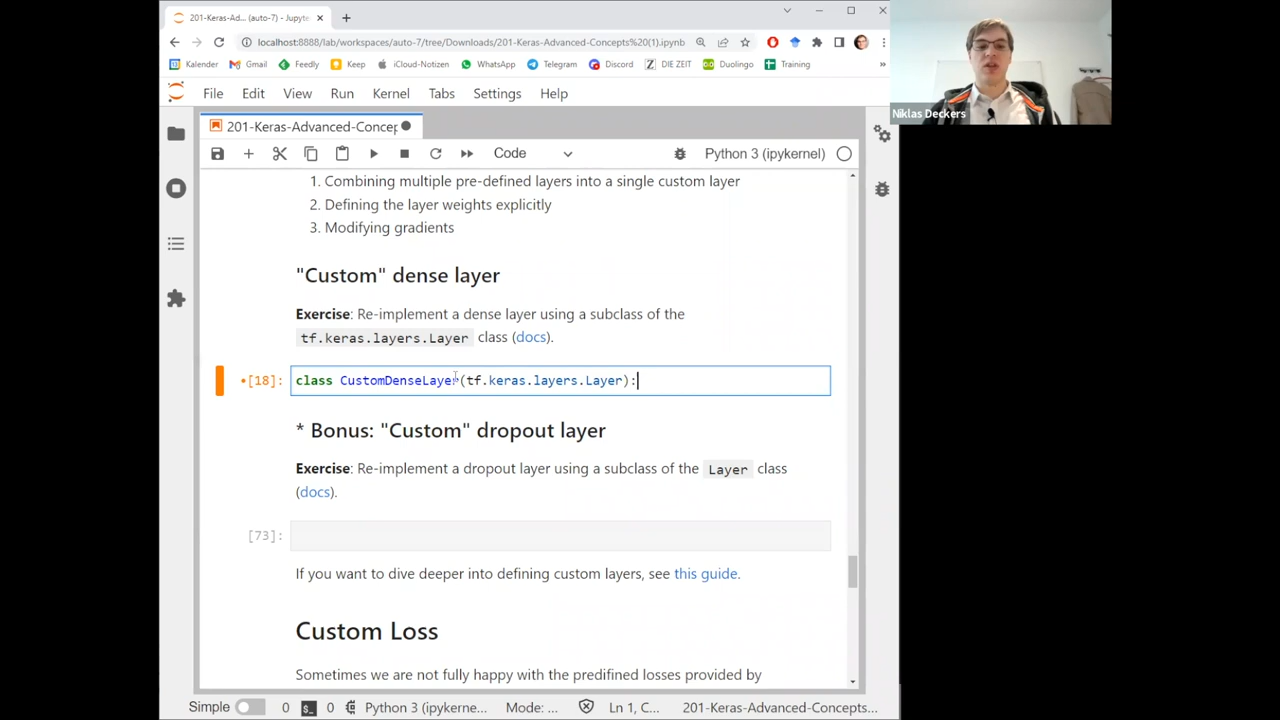 201-Keras-Ad... (auto-7) - Jupyte
localhost:8888/lab/workspaces/auto-7/tree/Downloads/201-Keras-Advanced-Concepts%20(1).ipynb
Kalender Gmail Feedly Keep iCloud-Notizen WhatsApp Telegram Discord DIE ZEIT Duolingo Training »
Niklas Deckers
File Edit View Run Kernel Tabs Settings Help
201-Keras-Advanced-Concep
Code Python 3 (ipykernel)
1. Combining multiple pre-defined layers into a single custom layer
2. Defining the layer weights explicitly
3. Modifying gradients
"Custom" dense layer
Exercise: Re-implement a dense layer using a subclass of the
tf.keras.layers.Layer class (docs).
[18]: class CustomDenseLayer(tf.keras.layers.Layer):
* Bonus: "Custom" dropout layer
Exercise: Re-implement a dropout layer using a subclass of the Layer class
(docs).
[73]:
If you want to dive deeper into defining custom layers, see this guide.
Custom Loss
Sometimes we are not fully happy with the predifined losses provided by
Simple 0 0 Python 3 (ipykerne... Mode: ... Ln 1, C... 201-Keras-Advanced-Concepts...